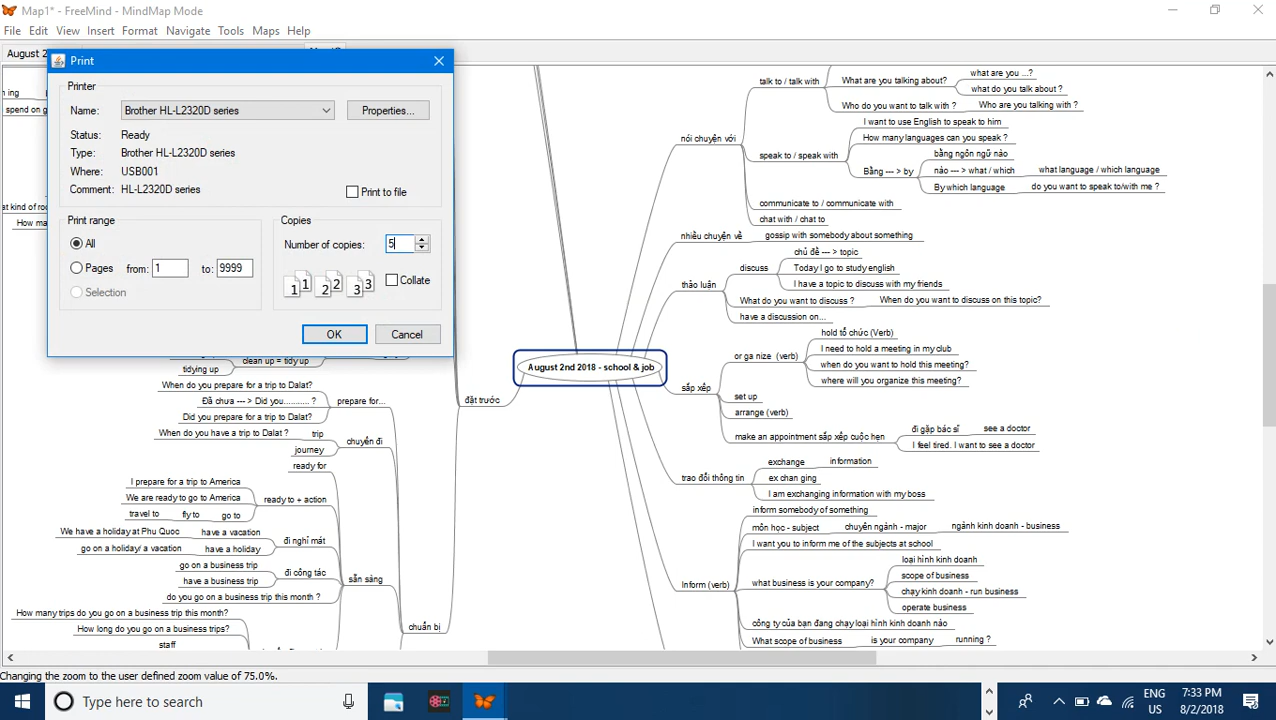 Map1* - FreeMind - MindMap Mode
File Edit View Insert Format Navigate Tools Maps Help
August 2
Print
Printer
Name: Brother HL-L2320D series Properties...
Status: Ready
Type: Brother HL-L2320D series
Where: USB001
Comment: HL-L2320D series
Print to file
Print range
All
Pages from: 1 to: 9999
Selection
Copies
Number of copies: 5
1 1 2 2 3 3
Collate
OK Cancel
spend on g
at kind of roo
How ma
talk to / talk with
What are you talking about?
what are you ...?
what do you talk about ?
Who do you want to talk with ?
Who are you talking with ?
nói chuyện với
speak to / speak with
I want to use English to speak to him
How many languages can you speak ?
Bằng ---> by
bằng ngôn ngữ nào
nào ---> what / which
what language / which language
By which language
do you want to speak to/with me ?
communicate to / communicate with
chat with / chat to
nhiều chuyện về
gossip with somebody about something
thảo luận
discuss
chủ đề ---> topic
Today I go to study english
I have a topic to discuss with my friends
What do you want to discuss ?
When do you want to discuss on this topic?
have a discussion on...
August 2nd 2018 - school & job
sắp xếp
or ga nize (verb)
hold tổ chức (Verb)
I need to hold a meeting in my club
when do you want to hold this meeting?
where will you organize this meeting?
set up
arrange (verb)
make an appointment sắp xếp cuộc hẹn
đi gặp bác sĩ
see a doctor
I feel tired. I want to see a doctor
trao đổi thông tin
exchange
information
ex chan ging
I am exchanging information with my boss
Inform (verb)
inform somebody of something
môn học - subject
chuyên ngành - major
ngành kinh doanh - business
I want you to inform me of the subjects at school
what business is your company?
loại hình kinh doanh
scope of business
chạy kinh doanh - run business
operate business
công ty của bạn đang chạy loại hình kinh doanh nào
What scope of business
is your company
running ?
clean up = tidy up
tidying up
đặt trước
When do you prepare for a trip to Dalat?
Đã chưa ---> Did you.......... ?
prepare for...
Did you prepare for a trip to Dalat?
When do you have a trip to Dalat ?
trip
chuyến đi
journey
ready for
I prepare for a trip to America
We are ready to go to America
ready to + action
travel to
fly to
go to
We have a holiday at Phu Quoc
have a vacation
đi nghỉ mát
go on a holiday/ a vacation
have a holiday
go on a business trip
đi công tác
sẵn sàng
have a business trip
do you go on a business trip this month ?
How many trips do you go on a business trip this month?
chuẩn bị
How long do you go on a business trips?
staff
Changing the zoom to the user defined zoom value of 75.0%.
Type here to search
ENG
US
7:33 PM
8/2/2018